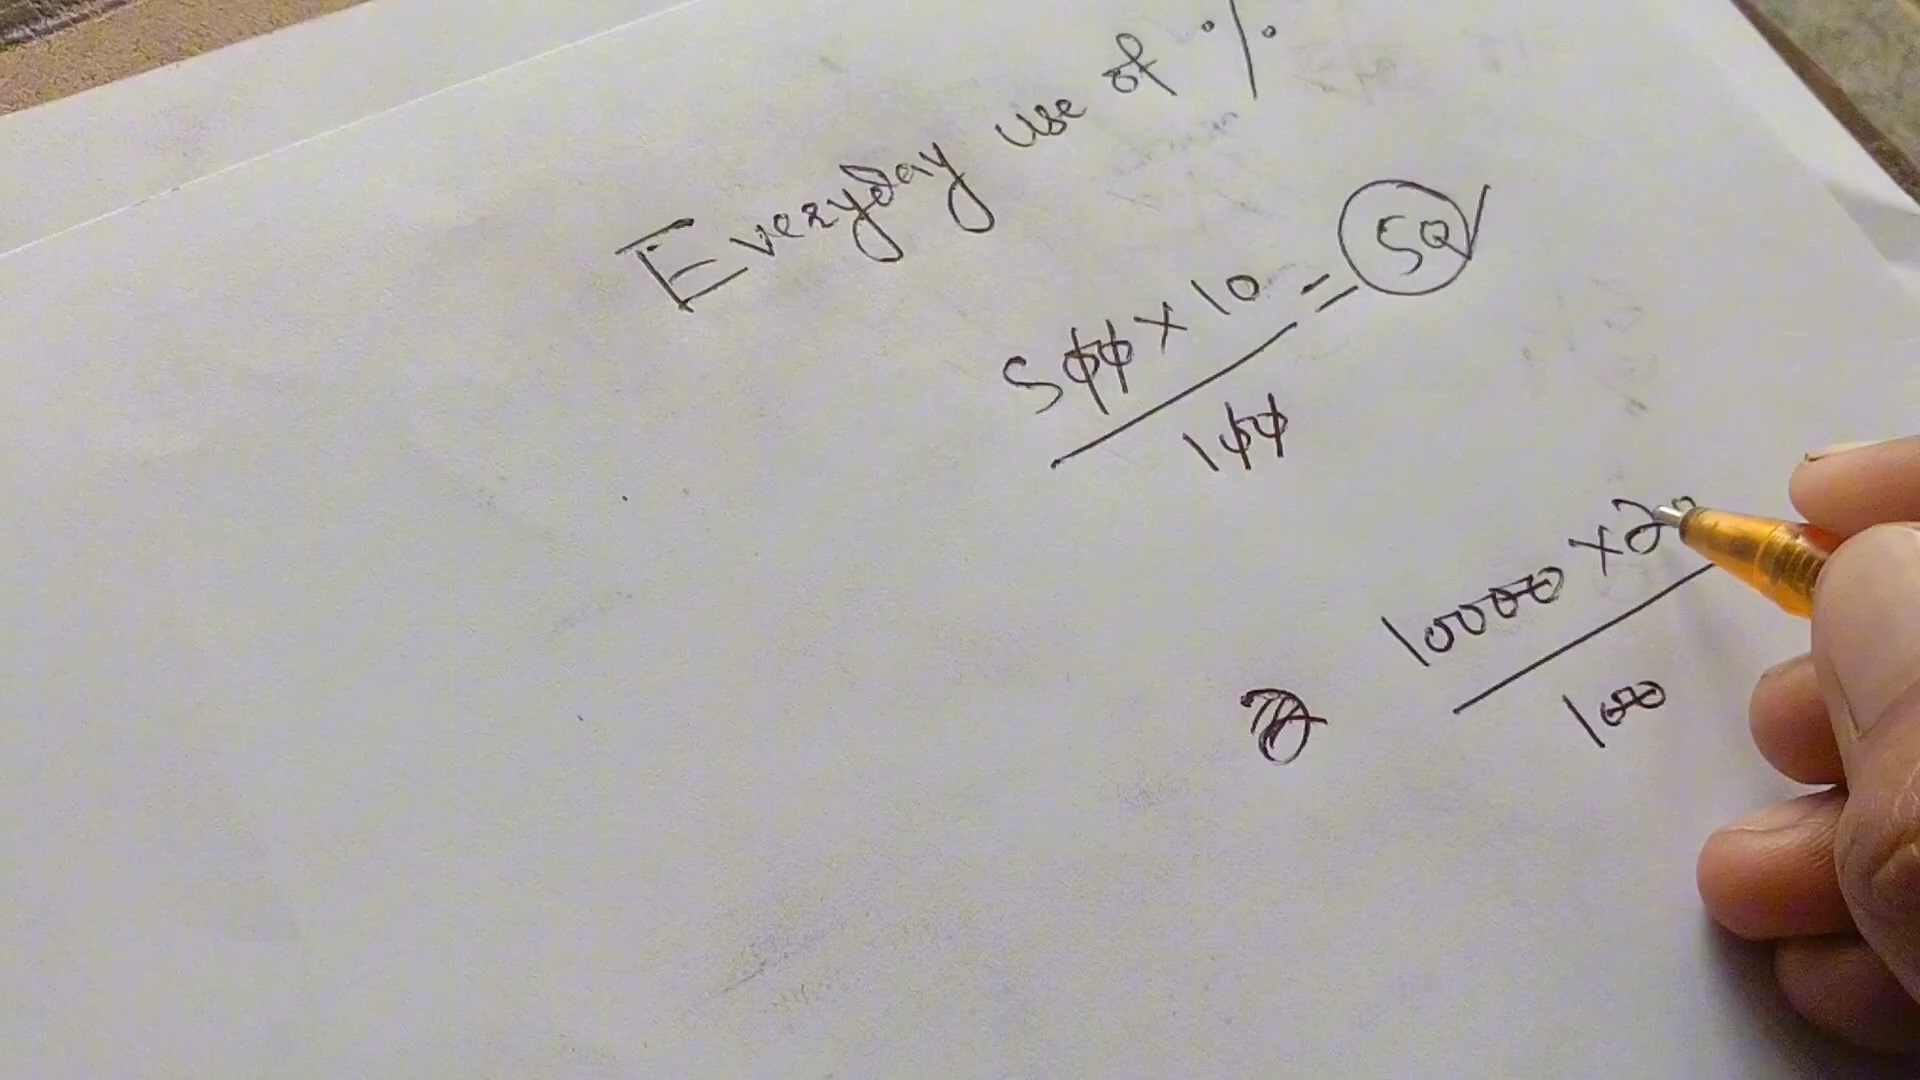 Everyday use of %
500 × 10 = 50
100
10000 × 20
100